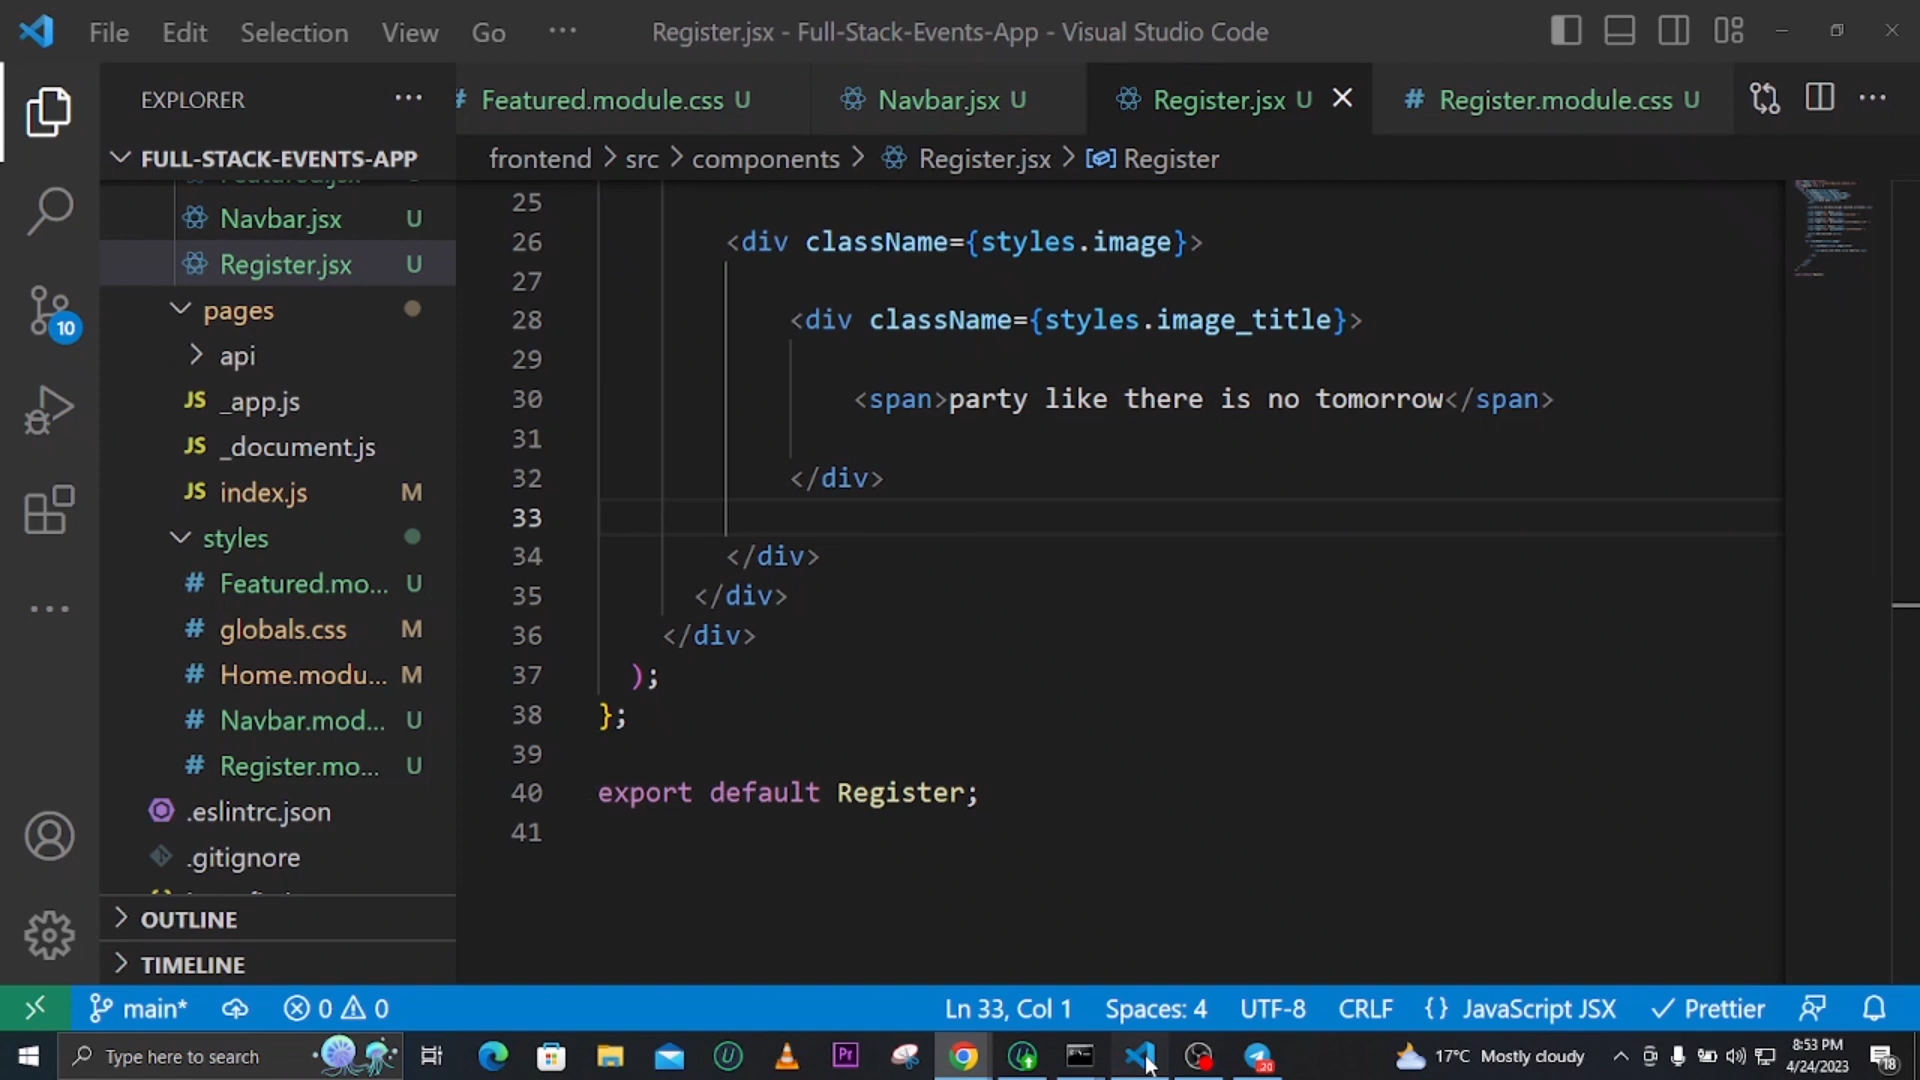 File Edit Selection View Go ··· Register.jsx - Full-Stack-Events-App - Visual Studio Code
EXPLORER ···
# Featured.module.css U Navbar.jsx U Register.jsx U # Register.module.css U ···
FULL-STACK-EVENTS-APP
frontend > src > components > Register.jsx > Register
Navbar.jsx U
Register.jsx U
pages
api
JS _app.js
JS _document.js
JS index.js M
styles
# Featured.mo... U
# globals.css M
# Home.modu... M
# Navbar.mod... U
# Register.mo... U
.eslintrc.json
.gitignore
OUTLINE
TIMELINE
10
25
26 <div className={styles.image}>
27
28 <div className={styles.image_title}>
29
30 <span>party like there is no tomorrow</span>
31
32 </div>
33
34 </div>
35 </div>
36 </div>
37 );
38 };
39
40 export default Register;
41
main* 0 0 Ln 33, Col 1 Spaces: 4 UTF-8 CRLF {} JavaScript JSX Prettier
Type here to search Pr 20 17°C Mostly cloudy 8:53 PM
4/24/2023 18